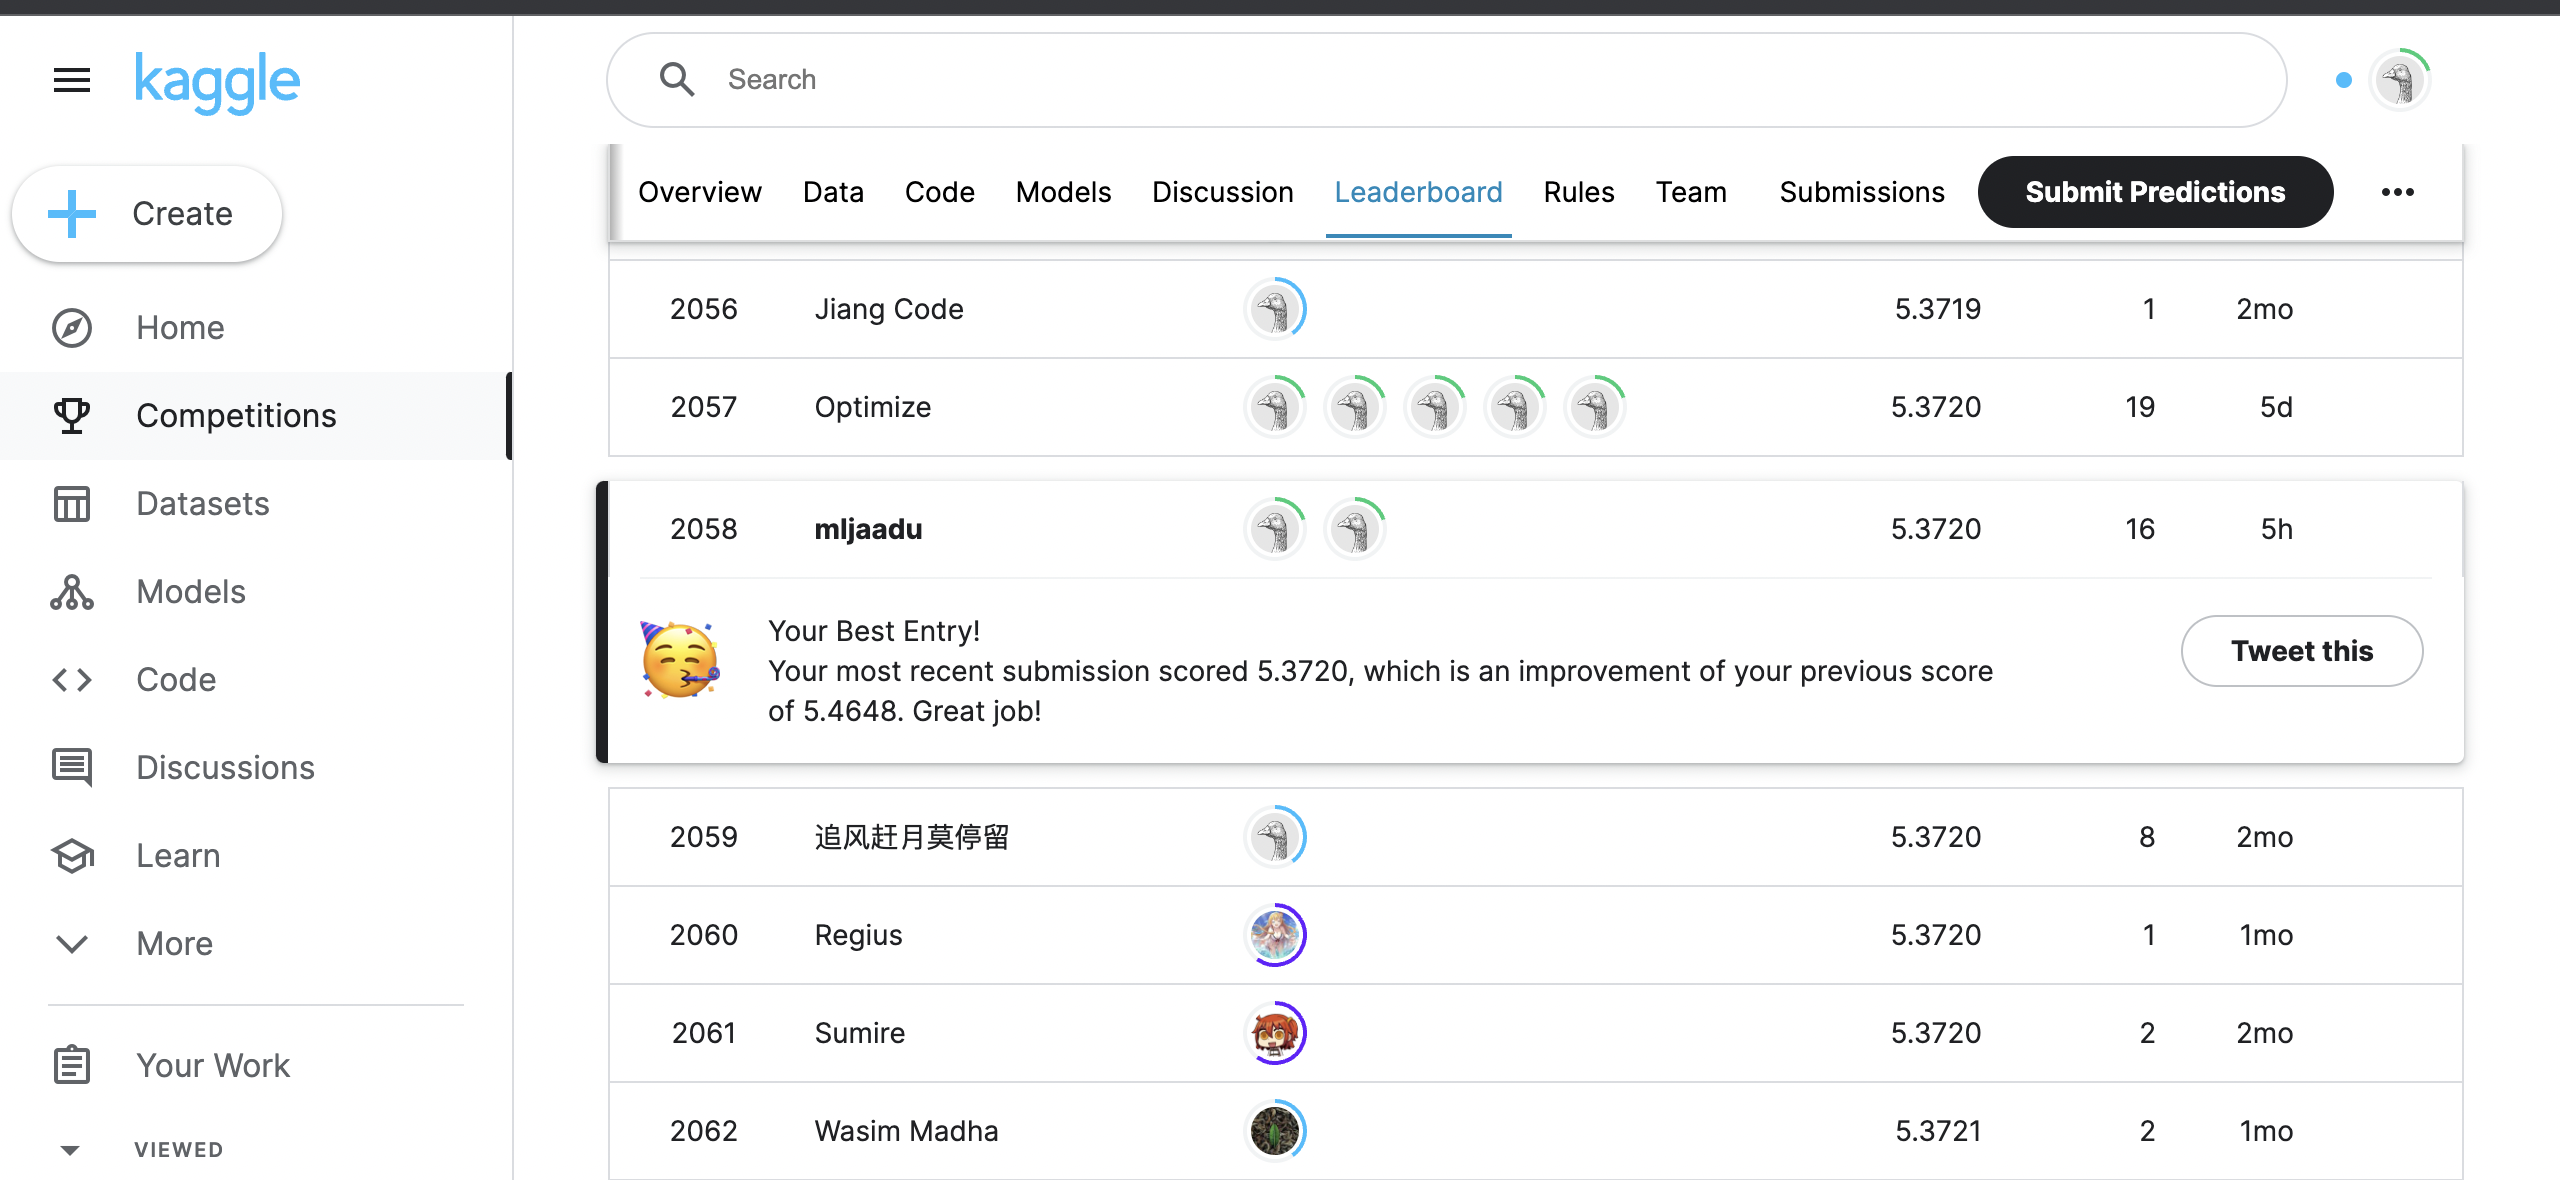 kaggle
Search
Create
Home
Competitions
Datasets
Models
Code
Discussions
Learn
More
Your Work
VIEWED
Overview Data Code Models Discussion Leaderboard Rules Team Submissions Submit Predictions
2056 Jiang Code 5.3719 1 2mo
2057 Optimize 5.3720 19 5d
2058 mljaadu 5.3720 16 5h
Your Best Entry!
Your most recent submission scored 5.3720, which is an improvement of your previous score
of 5.4648. Great job!
Tweet this
2059 追风赶月莫停留 5.3720 8 2mo
2060 Regius 5.3720 1 1mo
2061 Sumire 5.3720 2 2mo
2062 Wasim Madha 5.3721 2 1mo